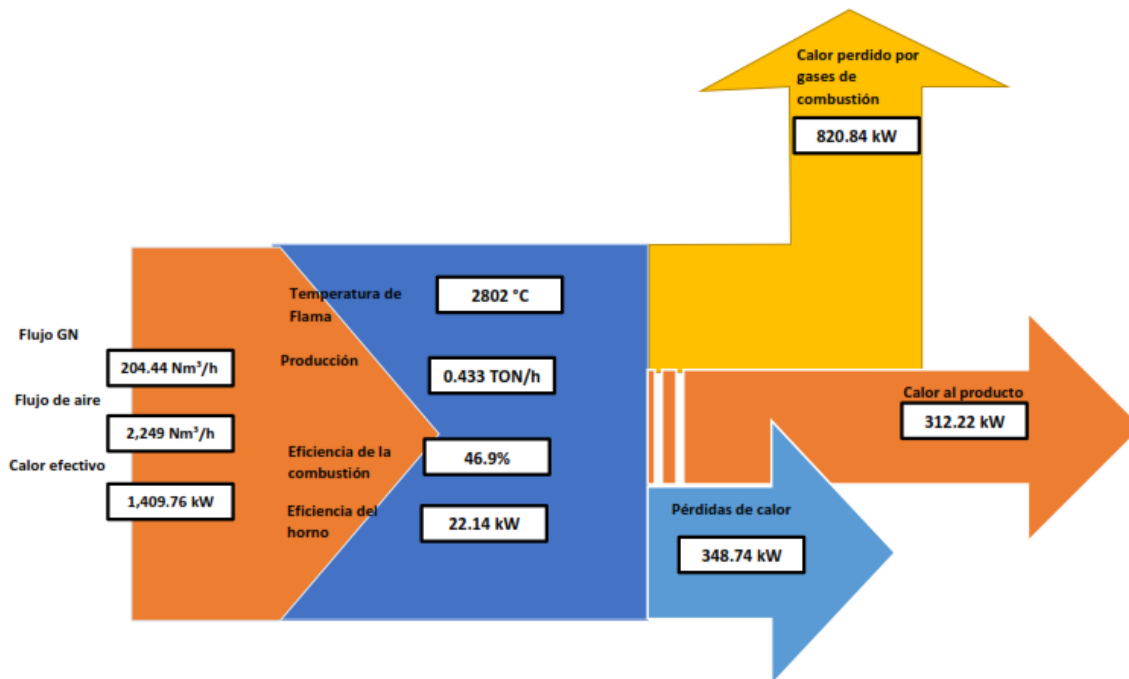 Calor perdido por
gases de
combustión
820.84 kW
Temperatura de
Flama
2802 °C
Flujo GN
204.44 Nm³/h
Producción
0.433 TON/h
Flujo de aire
2,249 Nm³/h
Calor efectivo
1,409.76 kW
Eficiencia de la
combustión
46.9%
Eficiencia del
horno
22.14 kW
Calor al producto
312.22 kW
Pérdidas de calor
348.74 kW